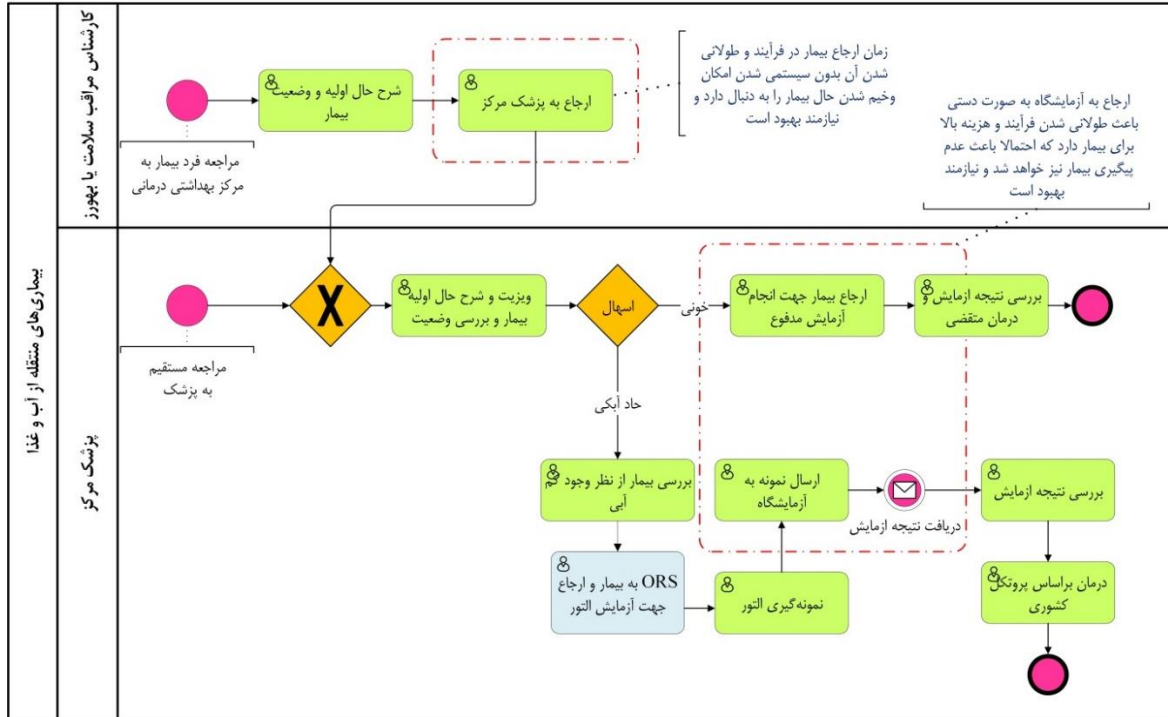 بیماری‌های منتقله از آب و غذا
کارشناس مراقب سلامت یا بهورز
مراجعه فرد بیمار به
مرکز بهداشتی درمانی
شرح حال اولیه و وضعیت
بیمار
ارجاع به پزشک مرکز
زمان ارجاع بیمار در فرآیند و طولانی
شدن آن بدون سیستمی شدن امکان
وخیم شدن حال بیمار را به دنبال دارد و
نیازمند بهبود است
ارجاع به آزمایشگاه به صورت دستی
باعث طولانی شدن فرآیند و هزینه بالا
برای بیمار دارد که احتمالا باعث عدم
پیگیری بیمار نیز خواهد شد و نیازمند
بهبود است
پزشک مرکز
مراجعه مستقیم
به پزشک
X
ویزیت و شرح حال اولیه
بیمار و بررسی وضعیت
اسهال
خونی
ارجاع بیمار جهت انجام
آزمایش مدفوع
بررسی نتیجه ازمایش و
درمان متقضی
حاد آبکی
بررسی بیمار از نظر وجود کم
آبی
ORS به بیمار و ارجاع
جهت آزمایش التور
نمونه‌گیری التور
ارسال نمونه به
آزمایشگاه
دریافت نتیجه ازمایش
بررسی نتیجه ازمایش
درمان براساس پروتکل
کشوری